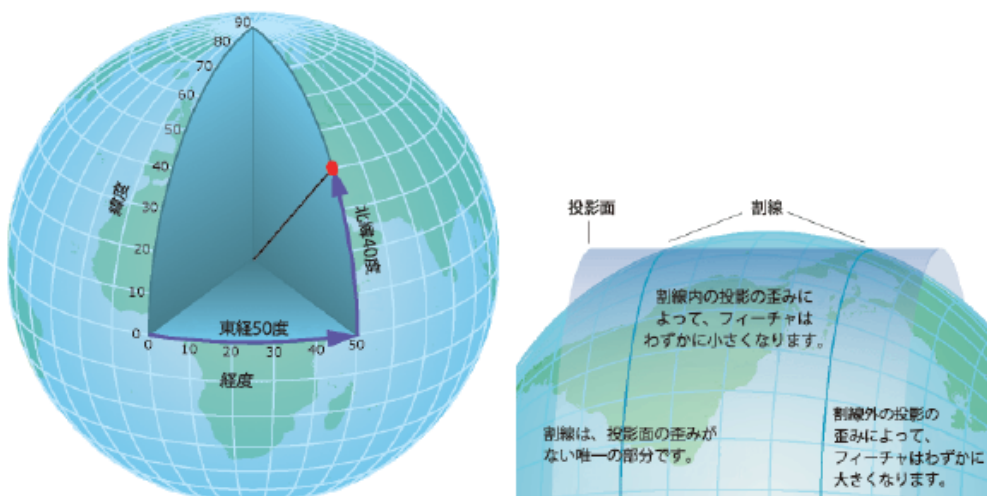 90
80
70
60
50
40
30
20
10
0
緯度
北緯40度
東経50度
0
10
20
30
40
50
経度
投影面
割線
割線内の投影の歪みに
よって、フィーチャは
わずかに小さくなります。
割線は、投影面の歪みが
ない唯一の部分です。
割線外の投影の
歪みによって、
フィーチャはわずかに
大きくなります。